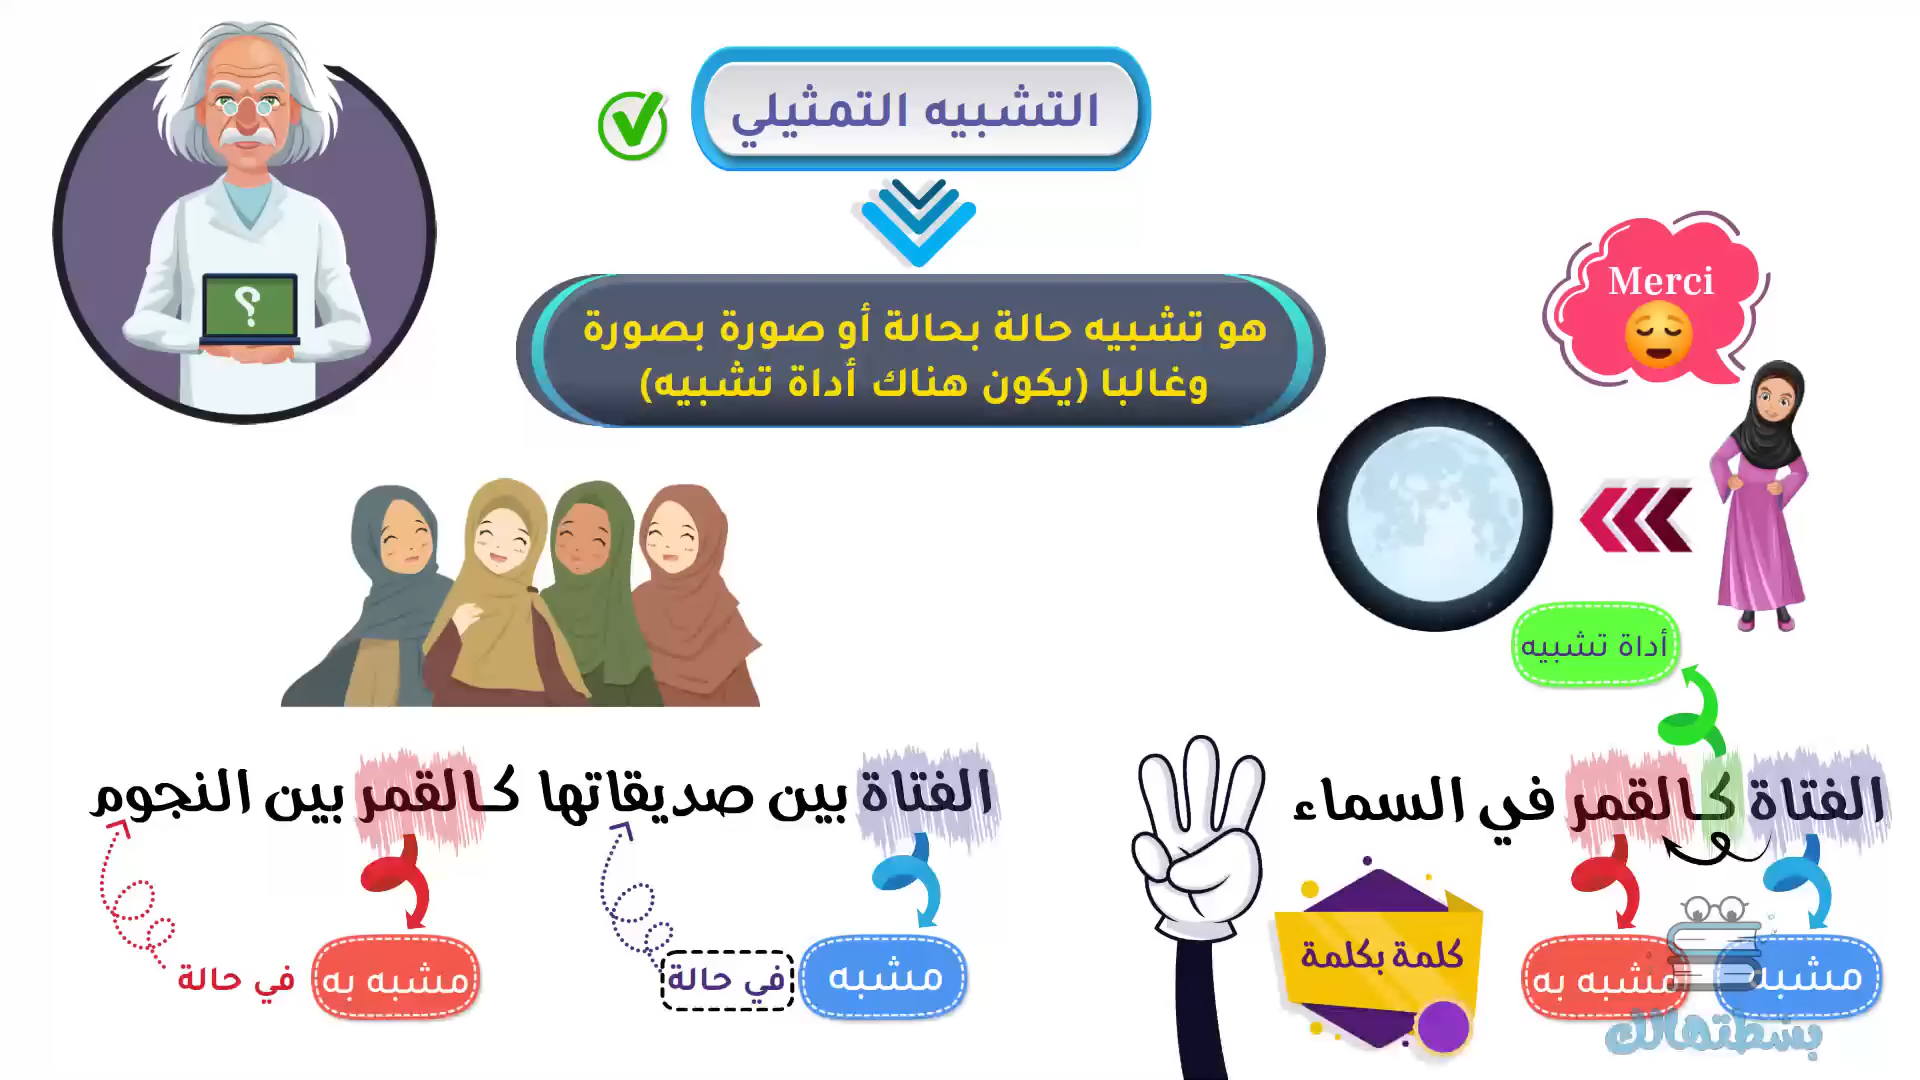 التشبيه التمثيلي
؟
هو تشبيه حالة بحالة أو صورة بصورة
وغالبا (يكون هناك أداة تشبيه)
Merci
أداة تشبيه
الفتاة كالقمر في السماء
مشبه
مشبه به
كلمة بكلمة
الفتاة بين صديقاتها كالقمر بين النجوم
مشبه
في حالة
مشبه به
في حالة
بسطتهالك